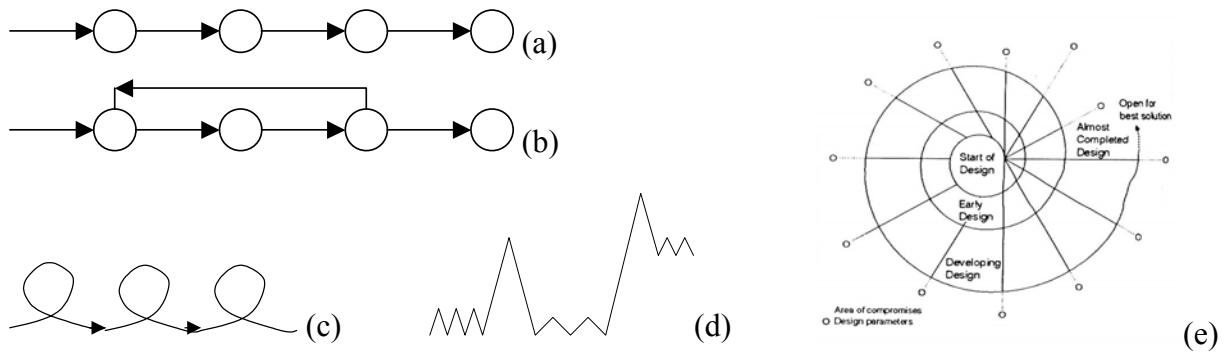 (a)
(b)
(c)
(d)
Open for
best solution
Almost
Completed
Design
Start of
Design
Early
Design
Developing
Design
Area of compromises
Design parameters
(e)